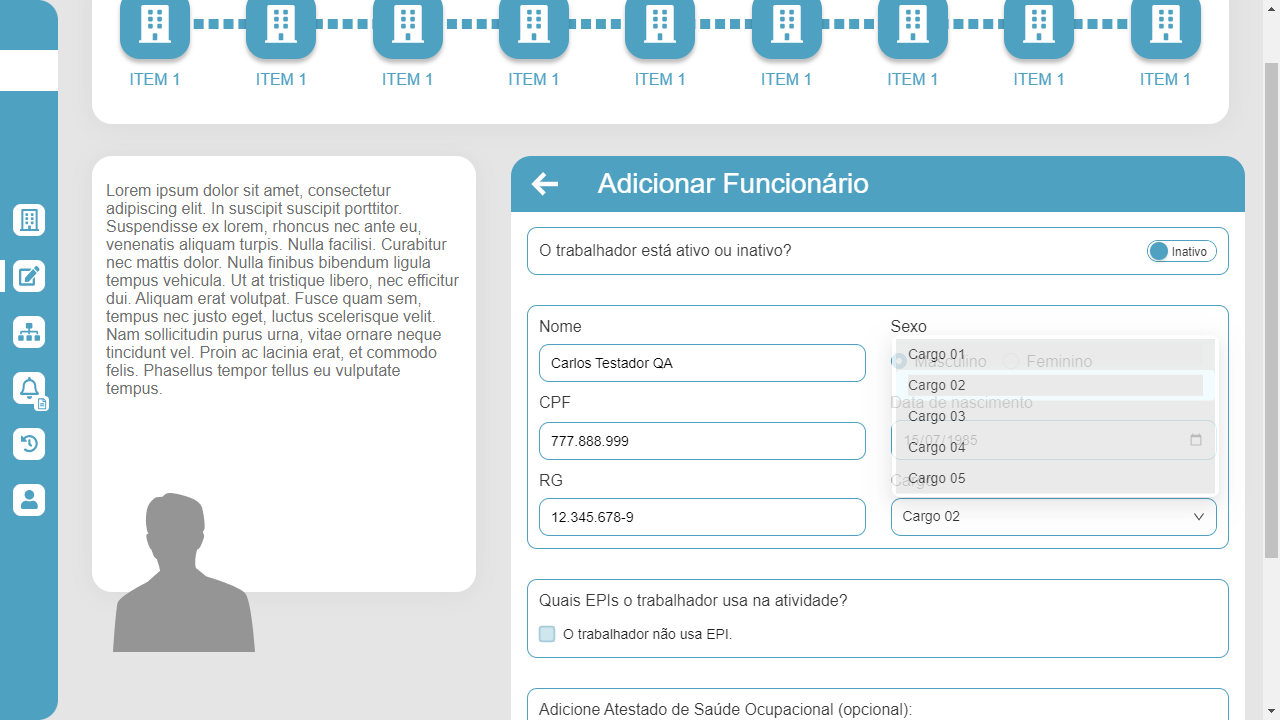 ITEM 1 ITEM 1 ITEM 1 ITEM 1 ITEM 1 ITEM 1 ITEM 1 ITEM 1 ITEM 1
Lorem ipsum dolor sit amet, consectetur
adipiscing elit. In suscipit suscipit porttitor.
Suspendisse ex lorem, rhoncus nec ante eu,
venenatis aliquam turpis. Nulla facilisi. Curabitur
nec mattis dolor. Nulla finibus bibendum ligula
tempus vehicula. Ut at tristique libero, nec efficitur
dui. Aliquam erat volutpat. Fusce quam sem,
tempus nec justo eget, luctus scelerisque velit.
Nam sollicitudin purus urna, vitae ornare neque
tincidunt vel. Proin ac lacinia erat, et commodo
felis. Phasellus tempor tellus eu vulputate
tempus.
Adicionar Funcionário
O trabalhador está ativo ou inativo?
Inativo
Nome
Carlos Testador QA
CPF
777.888.999
RG
12.345.678-9
Sexo
Masculino Feminino
Data de nascimento
15/07/1985
Cargo
Cargo 01
Cargo 02
Cargo 03
Cargo 04
Cargo 05
Cargo 02
Quais EPIs o trabalhador usa na atividade?
O trabalhador não usa EPI.
Adicione Atestado de Saúde Ocupacional (opcional):